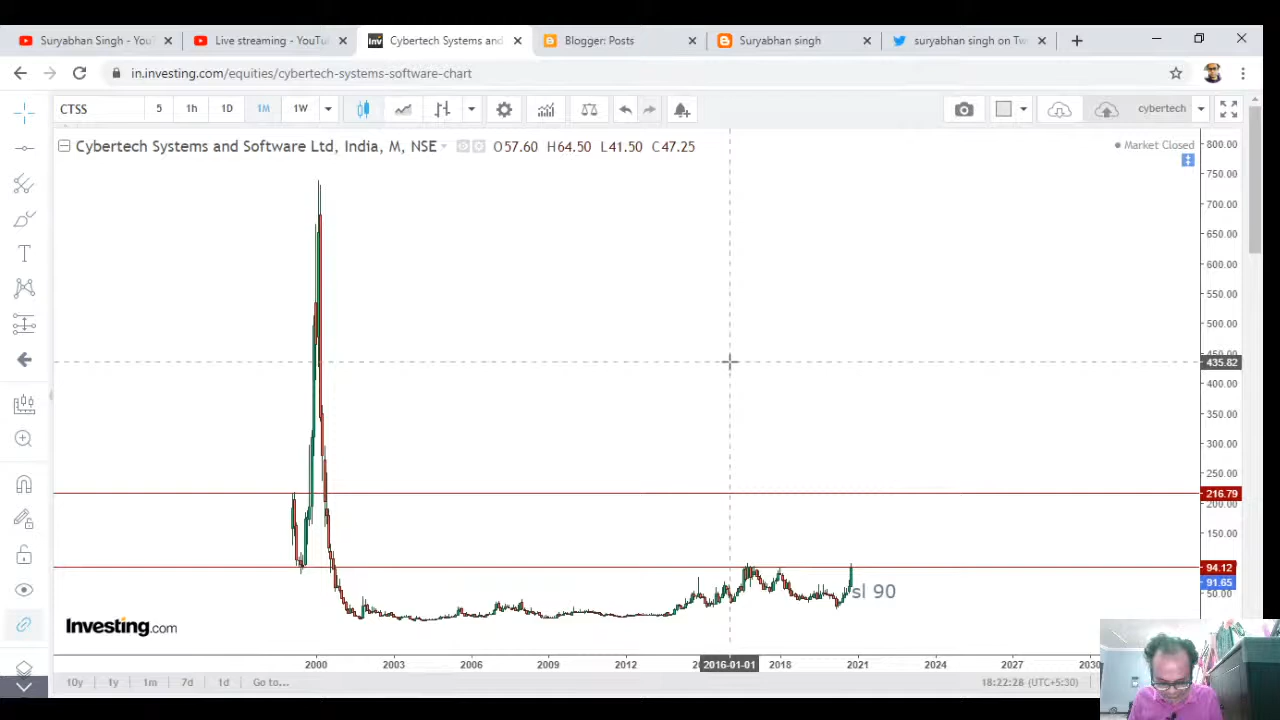 Suryabhan Singh - YouT
Live streaming - YouTu
Cybertech Systems and
Blogger: Posts
Suryabhan singh
suryabhan singh on Tw
in.investing.com/equities/cybertech-systems-software-chart
CTSS 5 1h 1D 1M 1W cybertech
Cybertech Systems and Software Ltd, India, M, NSE O57.60 H64.50 L41.50 C47.25
Market Closed
800.00
750.00
700.00
650.00
600.00
550.00
500.00
450.00
435.82
400.00
350.00
300.00
250.00
216.79
200.00
150.00
94.12
91.65
50.00
sl 90
Investing.com
2000 2003 2006 2009 2012 2016-01-01 2018 2021 2024 2027 2030
10y 1y 1m 7d 1d Go to... 18:22:28 (UTC+5:30)